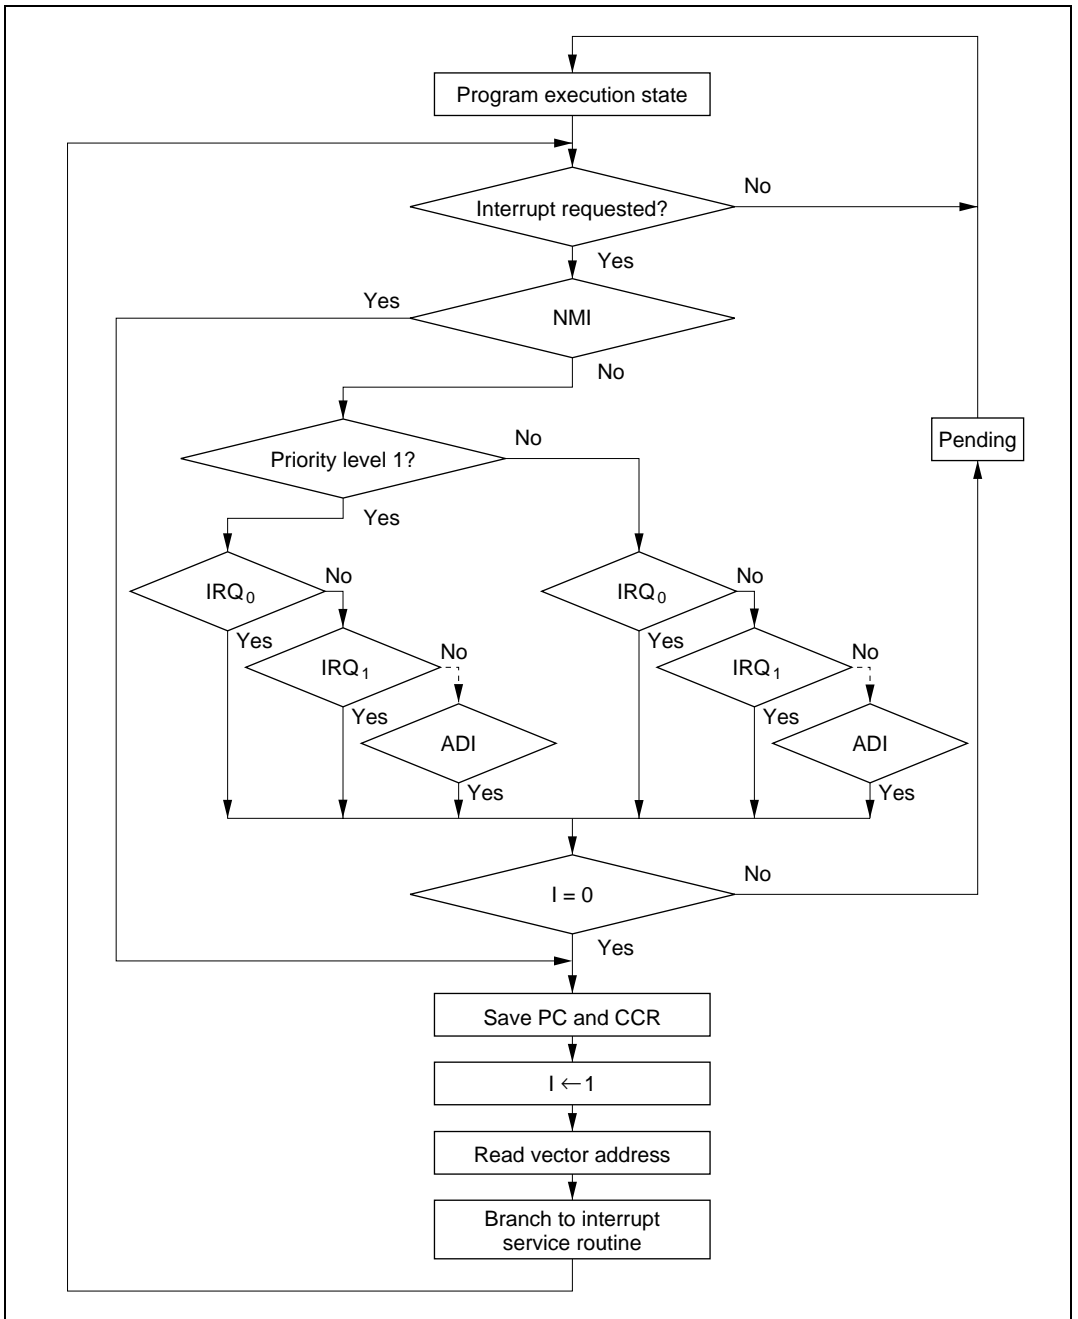 Program execution state
No
Interrupt requested?
Yes
Yes
NMI
No
No
Pending
Priority level 1?
Yes
No
No
IRQ0
IRQ0
Yes
No
Yes
No
IRQ1
IRQ1
Yes
Yes
ADI
ADI
Yes
Yes
No
I = 0
Yes
Save PC and CCR
I ← 1
Read vector address
Branch to interrupt
service routine